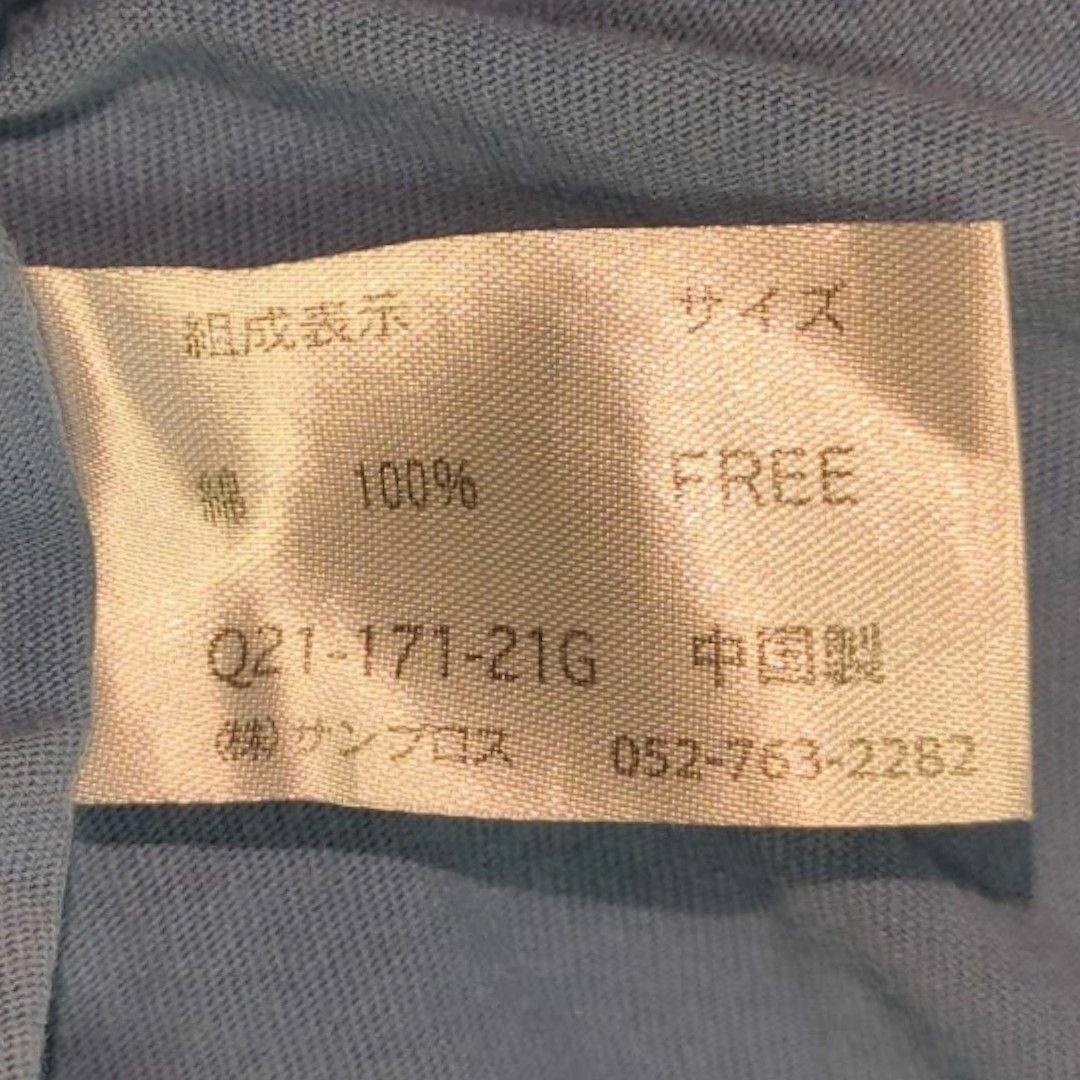 組成表示 サイズ
綿 100% FREE
Q21-171-21G 中国製
(株)サンプロス 052-763-2282